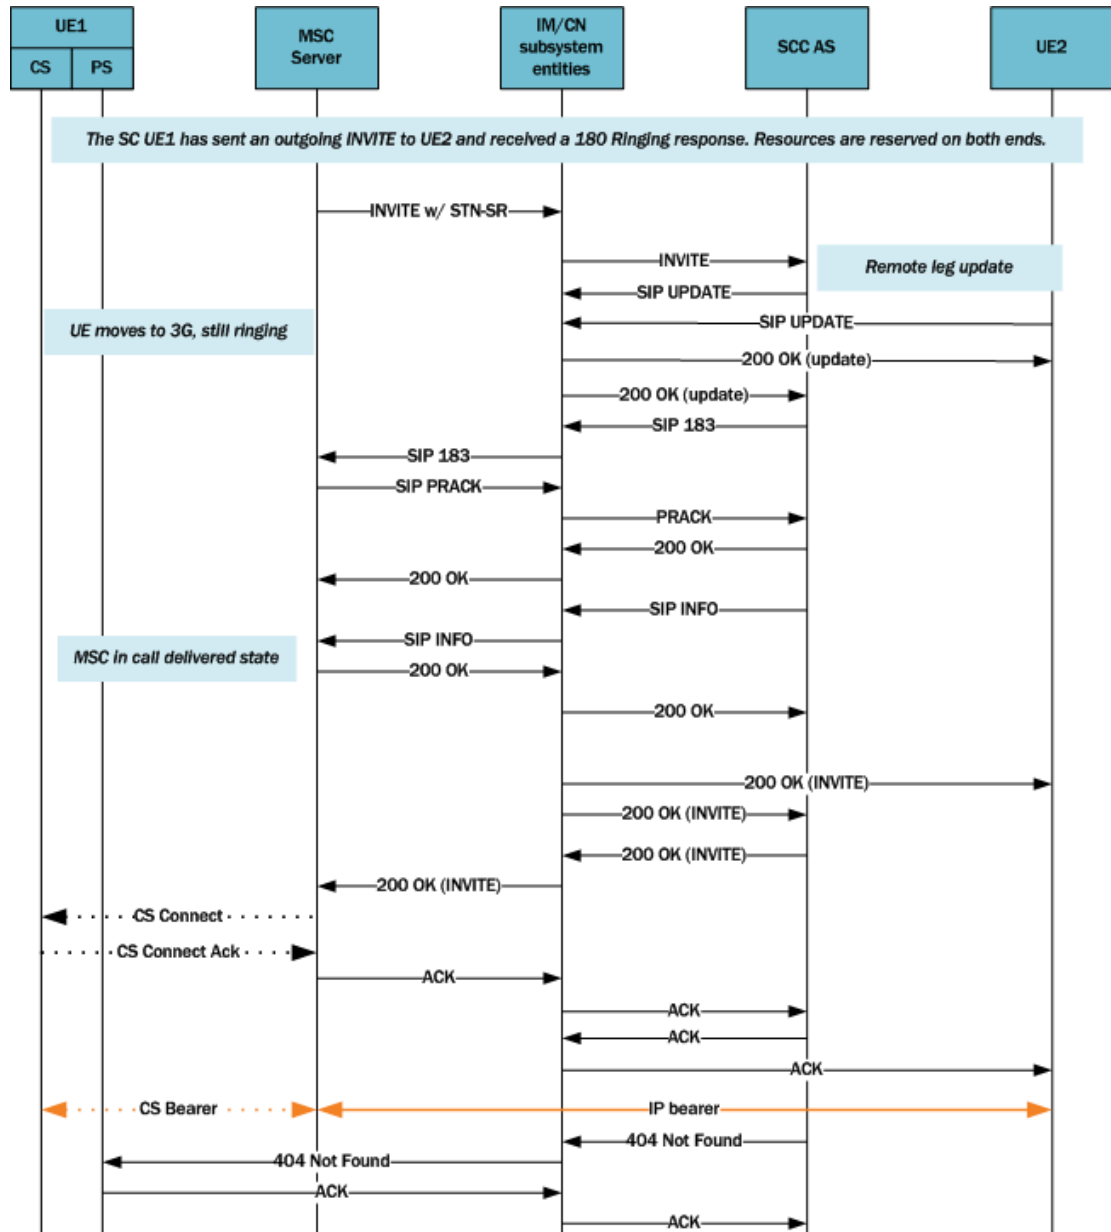 UE1
CS
PS
MSC
Server
IM/CN
subsystem
entities
SCC AS
UE2
The SC UE1 has sent an outgoing INVITE to UE2 and received a 180 Ringing response. Resources are reserved on both ends.
INVITE w/ STN-SR
INVITE
Remote leg update
SIP UPDATE
UE moves to 3G, still ringing
SIP UPDATE
200 OK (update)
200 OK (update)
SIP 183
SIP 183
SIP PRACK
PRACK
200 OK
200 OK
SIP INFO
SIP INFO
MSC in call delivered state
200 OK
200 OK
200 OK (INVITE)
200 OK (INVITE)
200 OK (INVITE)
200 OK (INVITE)
CS Connect
CS Connect Ack
ACK
ACK
ACK
ACK
CS Bearer
IP bearer
404 Not Found
404 Not Found
ACK
ACK